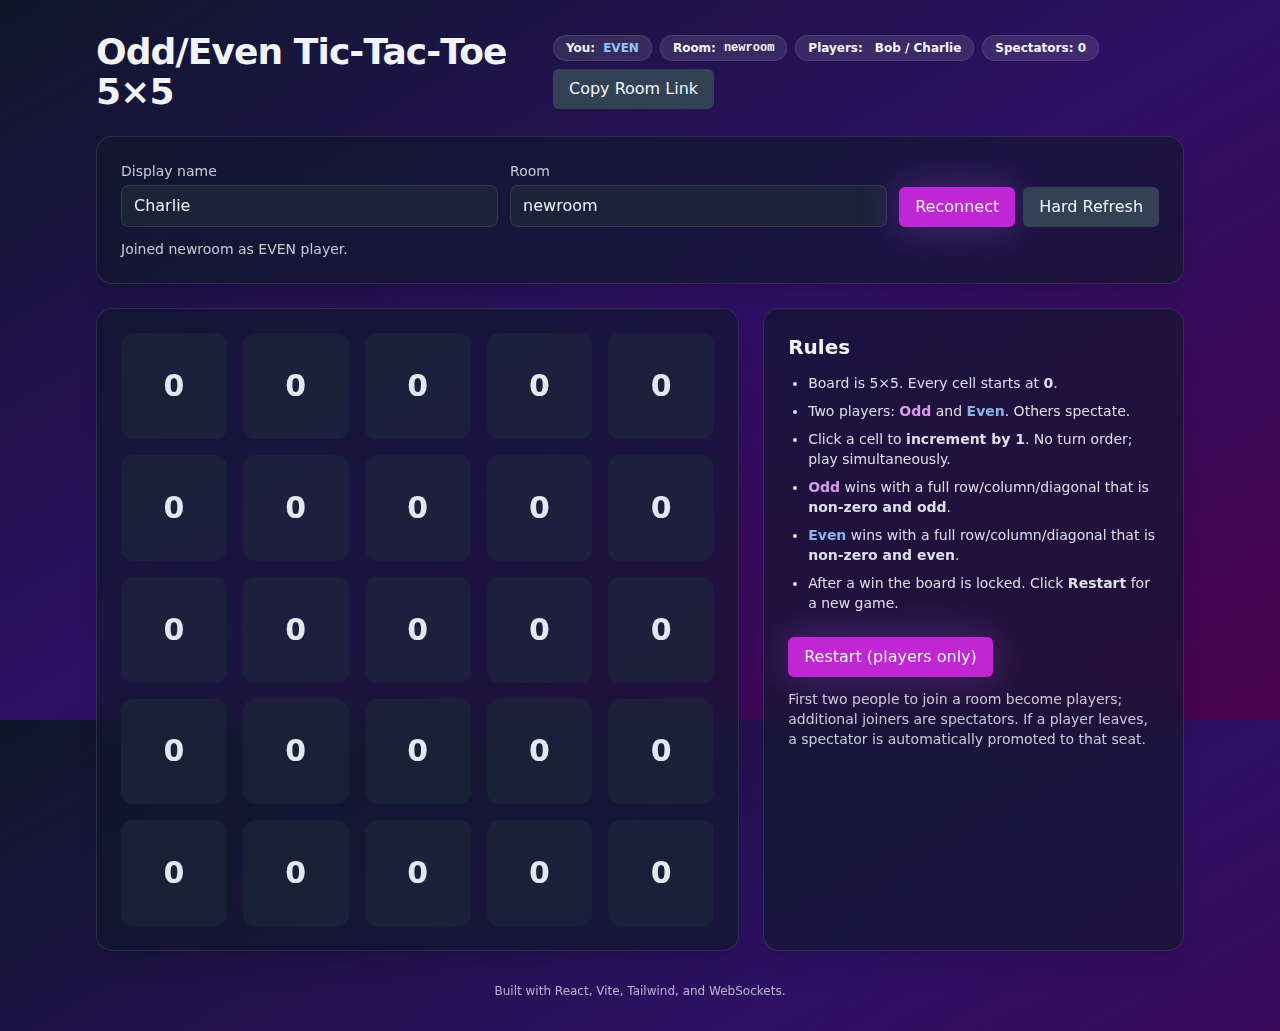 Odd/Even Tic-Tac-Toe
5×5
You: EVEN
Room: newroom
Players: Bob / Charlie
Spectators: 0
Copy Room Link
Display name
Room
Charlie
newroom
Reconnect
Hard Refresh
Joined newroom as EVEN player.
0 0 0 0 0
0 0 0 0 0
0 0 0 0 0
0 0 0 0 0
0 0 0 0 0
Rules
• Board is 5×5. Every cell starts at 0.
• Two players: Odd and Even. Others spectate.
• Click a cell to increment by 1. No turn order;
play simultaneously.
• Odd wins with a full row/column/diagonal that is
non-zero and odd.
• Even wins with a full row/column/diagonal that is
non-zero and even.
• After a win the board is locked. Click Restart for
a new game.
Restart (players only)
First two people to join a room become players;
additional joiners are spectators. If a player leaves,
a spectator is automatically promoted to that seat.
Built with React, Vite, Tailwind, and WebSockets.